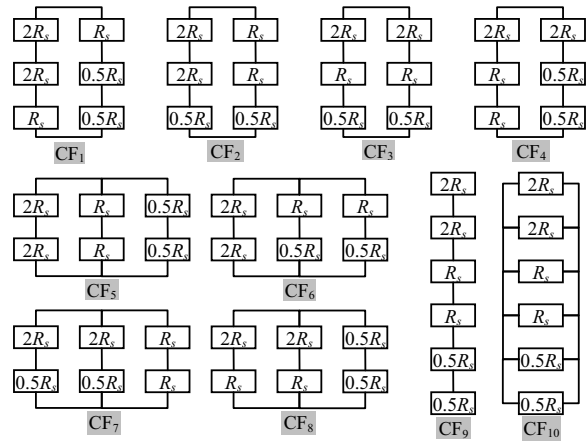 2Rₛ Rₛ 2Rₛ Rₛ 2Rₛ 2Rₛ 2Rₛ 2Rₛ
2Rₛ 0.5Rₛ 2Rₛ Rₛ Rₛ Rₛ Rₛ 0.5Rₛ
Rₛ 0.5Rₛ 0.5Rₛ 0.5Rₛ 0.5Rₛ 0.5Rₛ Rₛ 0.5Rₛ
CF₁ CF₂ CF₃ CF₄
2Rₛ Rₛ 0.5Rₛ 2Rₛ Rₛ Rₛ
2Rₛ Rₛ 0.5Rₛ 2Rₛ 0.5Rₛ 0.5Rₛ
CF₅ CF₆
2Rₛ 2Rₛ Rₛ 2Rₛ 2Rₛ 0.5Rₛ
0.5Rₛ 0.5Rₛ Rₛ Rₛ Rₛ 0.5Rₛ
CF₇ CF₈
2Rₛ 2Rₛ
2Rₛ 2Rₛ
Rₛ Rₛ
Rₛ Rₛ
0.5Rₛ 0.5Rₛ
0.5Rₛ 0.5Rₛ
CF₉ CF₁₀